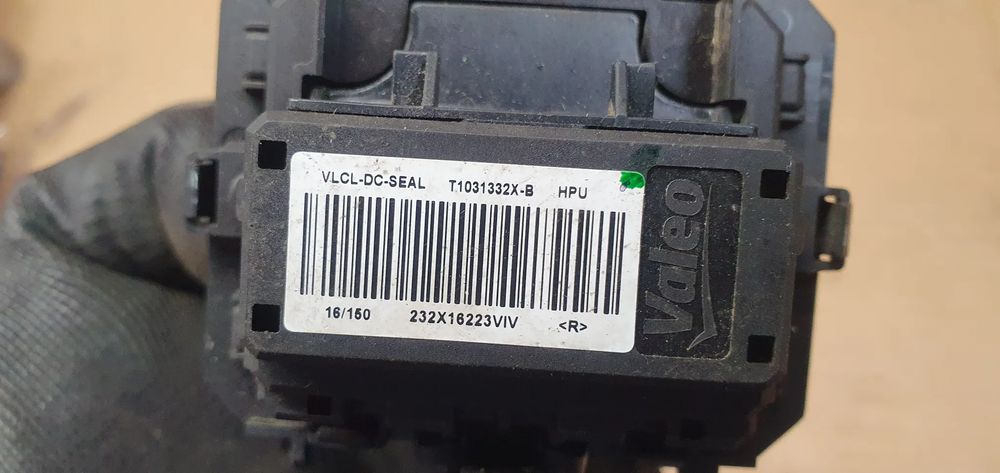 VLCL-DC-SEAL T1031332X-B HPU
16/150 232X16223VIV <R>
Valeo